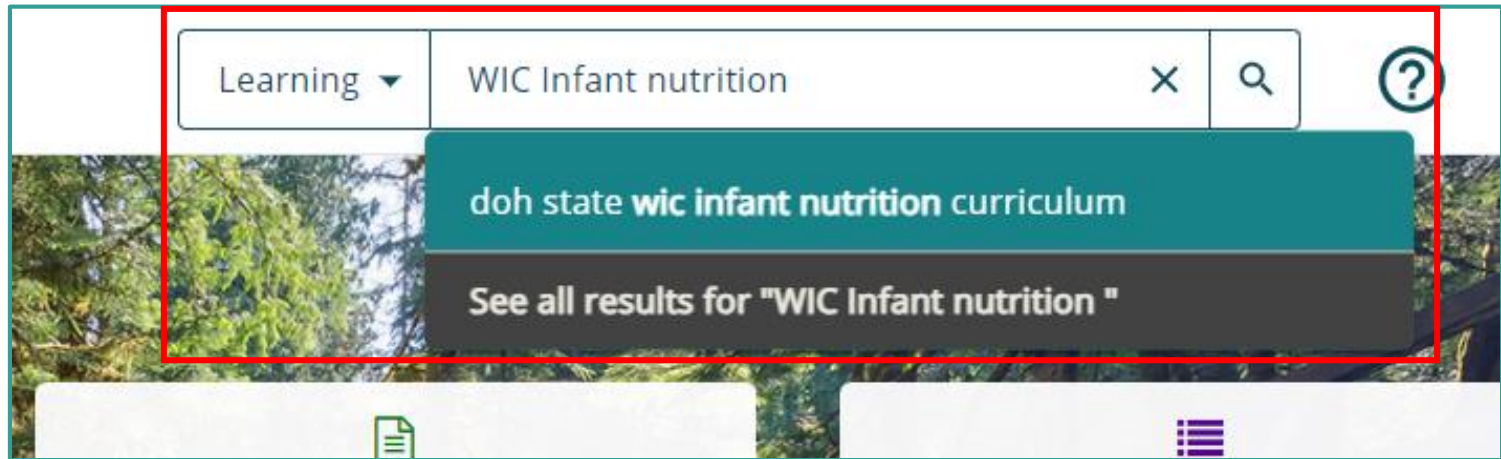 Learning
WIC Infant nutrition
doh state wic infant nutrition curriculum
See all results for "WIC Infant nutrition "